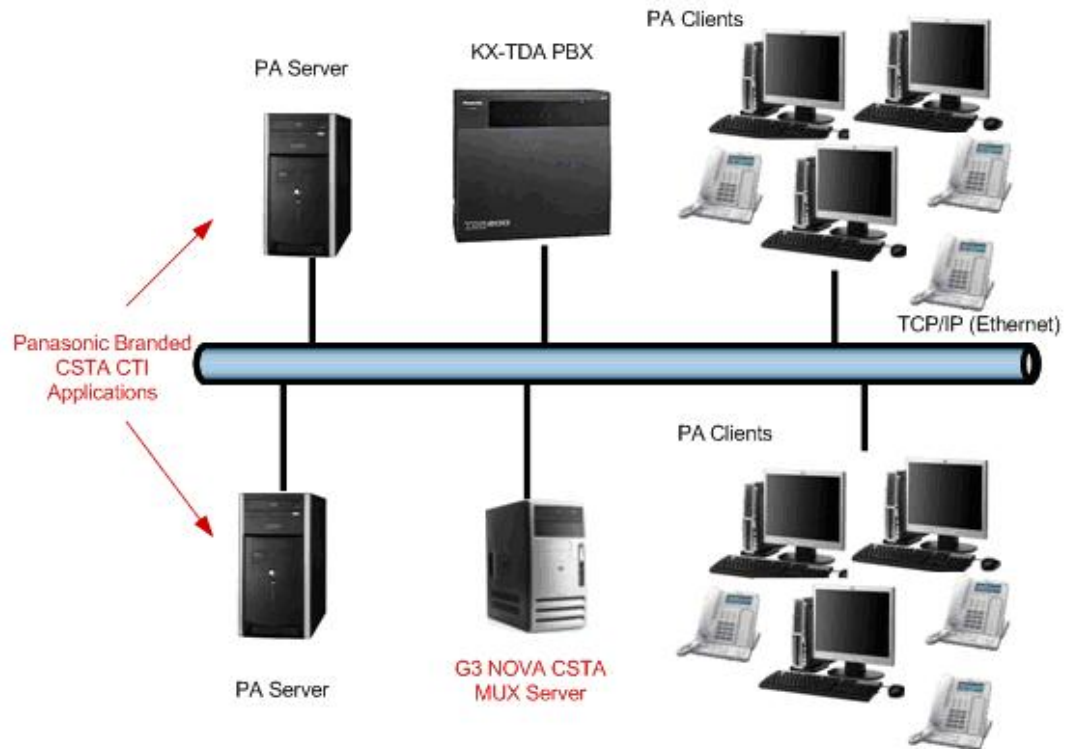 PA Clients
KX-TDA PBX
PA Server
Panasonic
TCP/IP (Ethernet)
Panasonic Branded
CSTA CTI
Applications
PA Clients
G3 NOVA CSTA
MUX Server
PA Server